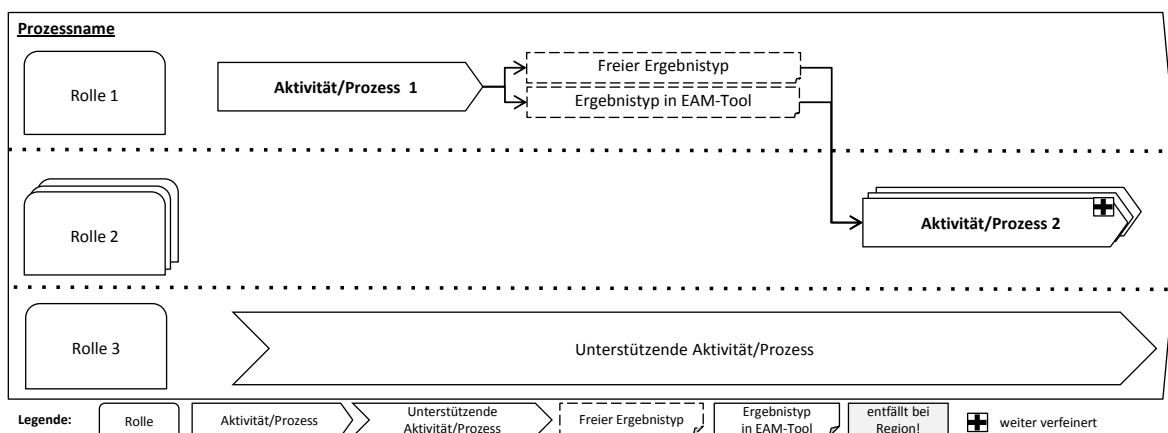 Prozessname
Rolle 1
Aktivität/Prozess 1
Freier Ergebnistyp
Ergebnistyp in EAM-Tool
Rolle 2
Aktivität/Prozess 2
Rolle 3
Unterstützende Aktivität/Prozess
Legende:
Rolle
Aktivität/Prozess
Unterstützende
Aktivität/Prozess
Freier Ergebnistyp
Ergebnistyp
in EAM-Tool
entfällt bei
Region!
weiter verfeinert